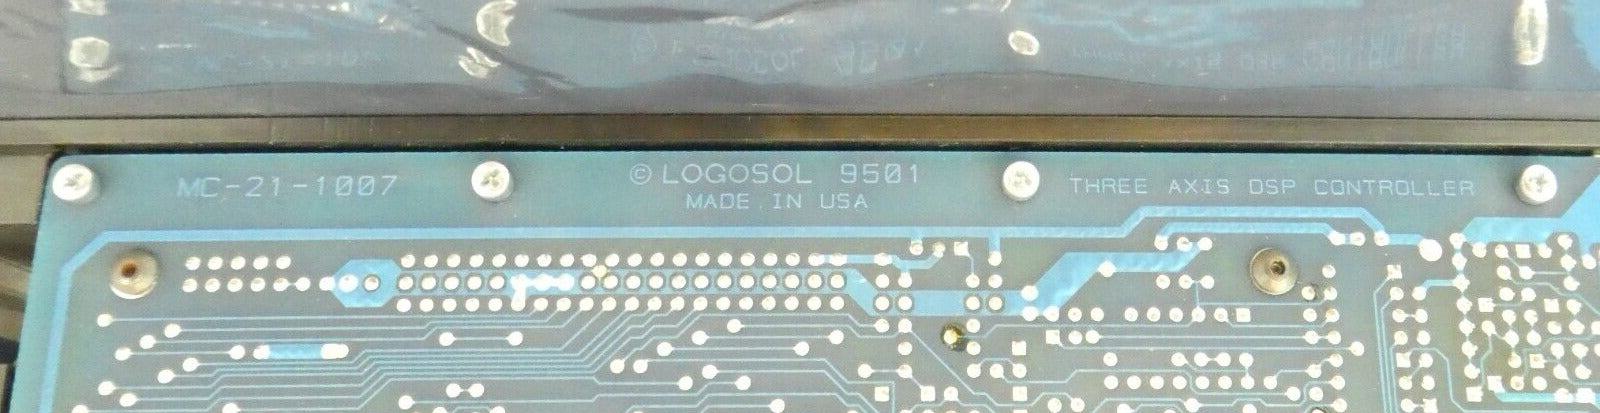 MC-21-1007
© LOGOSOL 9501
MADE IN USA
THREE AXIS DSP CONTROLLER